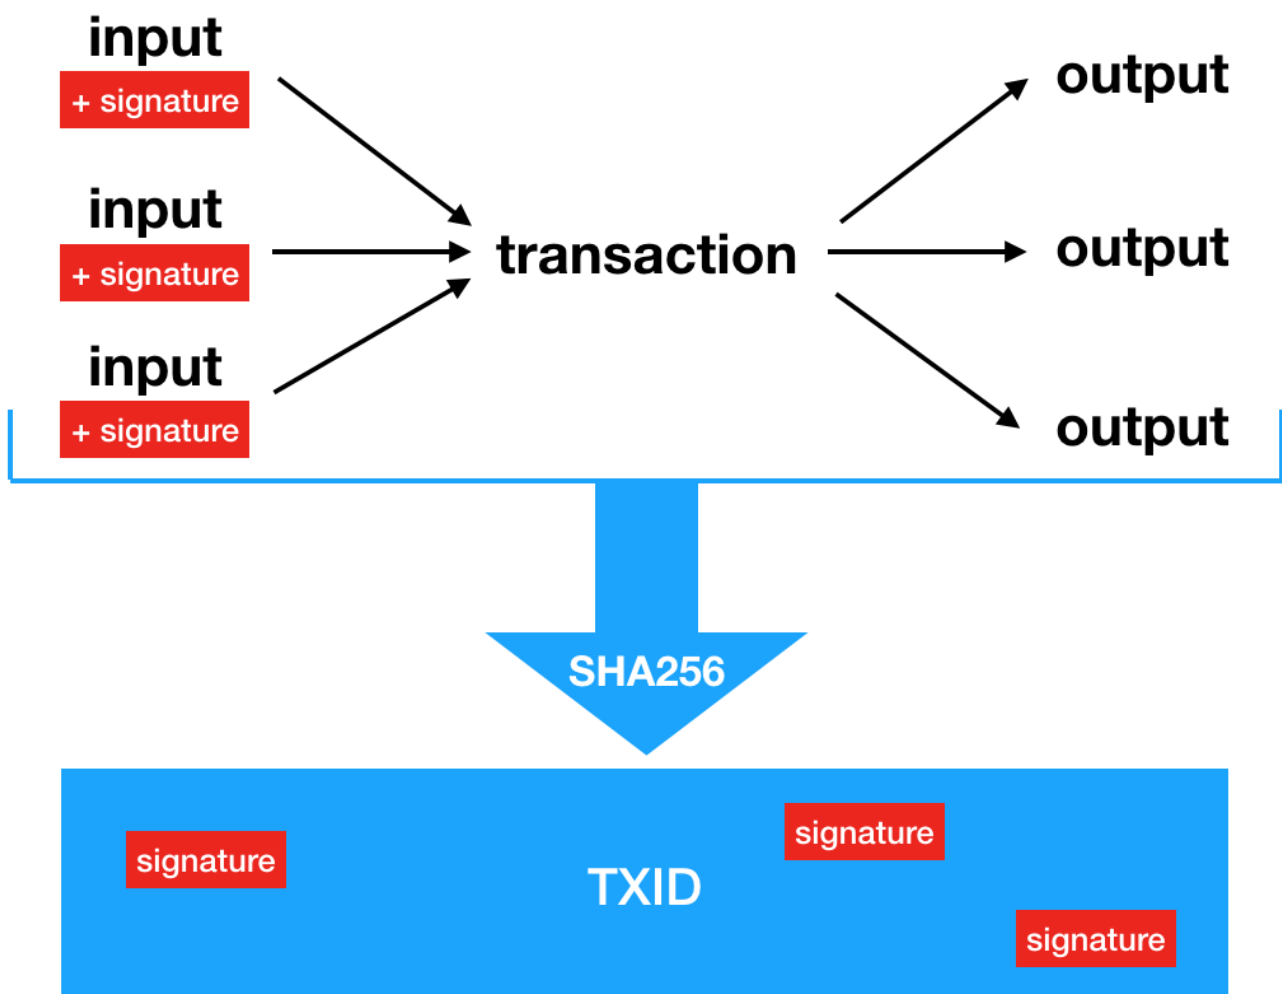 input
+ signature
output
input
+ signature
transaction
output
input
+ signature
output
SHA256
signature
TXID
signature
signature